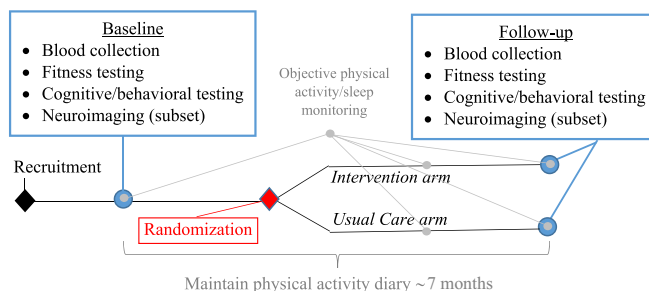 Baseline
• Blood collection
• Fitness testing
• Cognitive/behavioral testing
• Neuroimaging (subset)
Follow-up
• Blood collection
• Fitness testing
• Cognitive/behavioral testing
• Neuroimaging (subset)
Objective physical
activity/sleep
monitoring
Recruitment
Intervention arm
Randomization
Usual Care arm
Maintain physical activity diary ~7 months